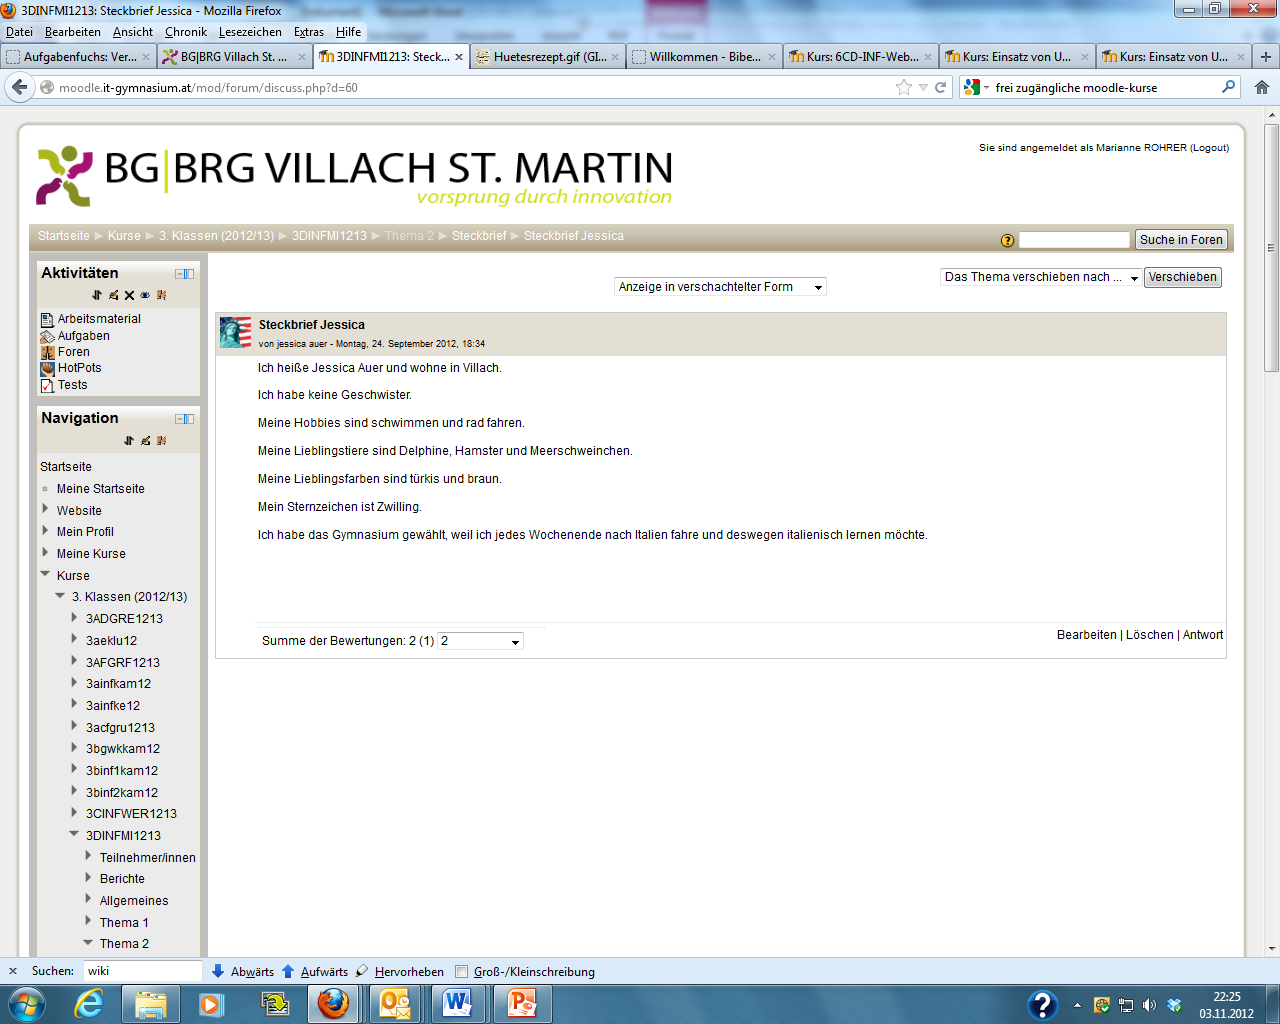 3DINFMI1213: Steckbrief Jessica - Mozilla Firefox
Datei Bearbeiten Ansicht Chronik Lesezeichen Extras Hilfe
Aufgabenfuchs: Ver... BG|BRG Villach St. ... 3DINFMI1213: Steck... Huetesrezept.gif (GI... Willkommen - Bibe... Kurs: 6CD-INF-Web... Kurs: Einsatz von U... Kurs: Einsatz von U...
moodle.it-gymnasium.at/mod/forum/discuss.php?d=60
frei zugängliche moodle-kurse
Sie sind angemeldet als Marianne ROHRER (Logout)
BG|BRG VILLACH ST. MARTIN
vorsprung durch innovation
Startseite ► Kurse ► 3. Klassen (2012/13) ► 3DINFMI1213 ► Thema 2 ► Steckbrief ► Steckbrief Jessica
Suche in Foren
Aktivitäten
Arbeitsmaterial
Aufgaben
Foren
HotPots
Tests
Navigation
Startseite
Meine Startseite
Website
Mein Profil
Meine Kurse
Kurse
3. Klassen (2012/13)
3ADGRE1213
3aeklu12
3AFGRF1213
3ainfkam12
3ainfke12
3acfgru1213
3bgwkkam12
3binf1kam12
3binf2kam12
3CINFWER1213
3DINFMI1213
Teilnehmer/innen
Berichte
Allgemeines
Thema 1
Thema 2
Anzeige in verschachtelter Form
Das Thema verschieben nach ... Verschieben
Steckbrief Jessica
von jessica auer - Montag, 24. September 2012, 18:34
Ich heiße Jessica Auer und wohne in Villach.
Ich habe keine Geschwister.
Meine Hobbies sind schwimmen und rad fahren.
Meine Lieblingstiere sind Delphine, Hamster und Meerschweinchen.
Meine Lieblingsfarben sind türkis und braun.
Mein Sternzeichen ist Zwilling.
Ich habe das Gymnasium gewählt, weil ich jedes Wochenende nach Italien fahre und deswegen italienisch lernen möchte.
Summe der Bewertungen: 2 (1) 2
Bearbeiten | Löschen | Antwort
Suchen: wiki Abwärts Aufwärts Hervorheben Groß-/Kleinschreibung
22:25
03.11.2012